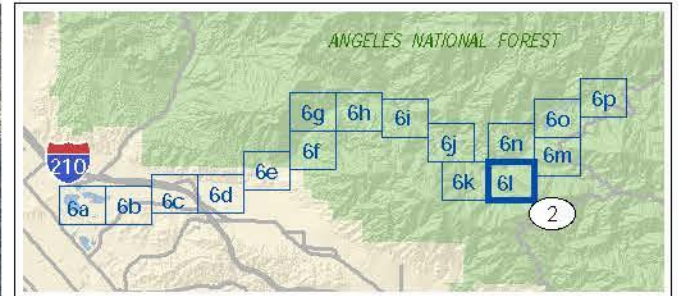 ANGELES NATIONAL FOREST
6p
6g 6h 6i 6o
6j 6n
6f 6m
210 6e
6k 6l
6a 6b 6c 6d
2